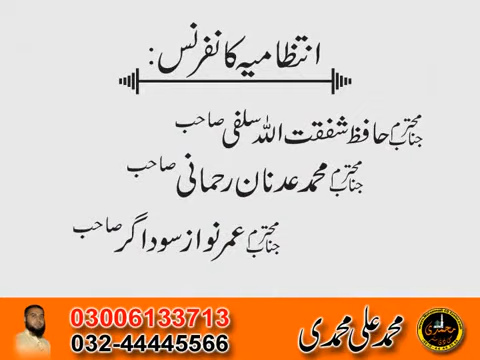 انتظامیہ کانفرنس:
محترم جناب حافظ شفقت اللہ سلفی صاحب
محترم جناب محمد عدنان رحمانی صاحب
محترم جناب عمر نواز سوداگر صاحب
محمد علی محمدی
03006133713
032-44445566